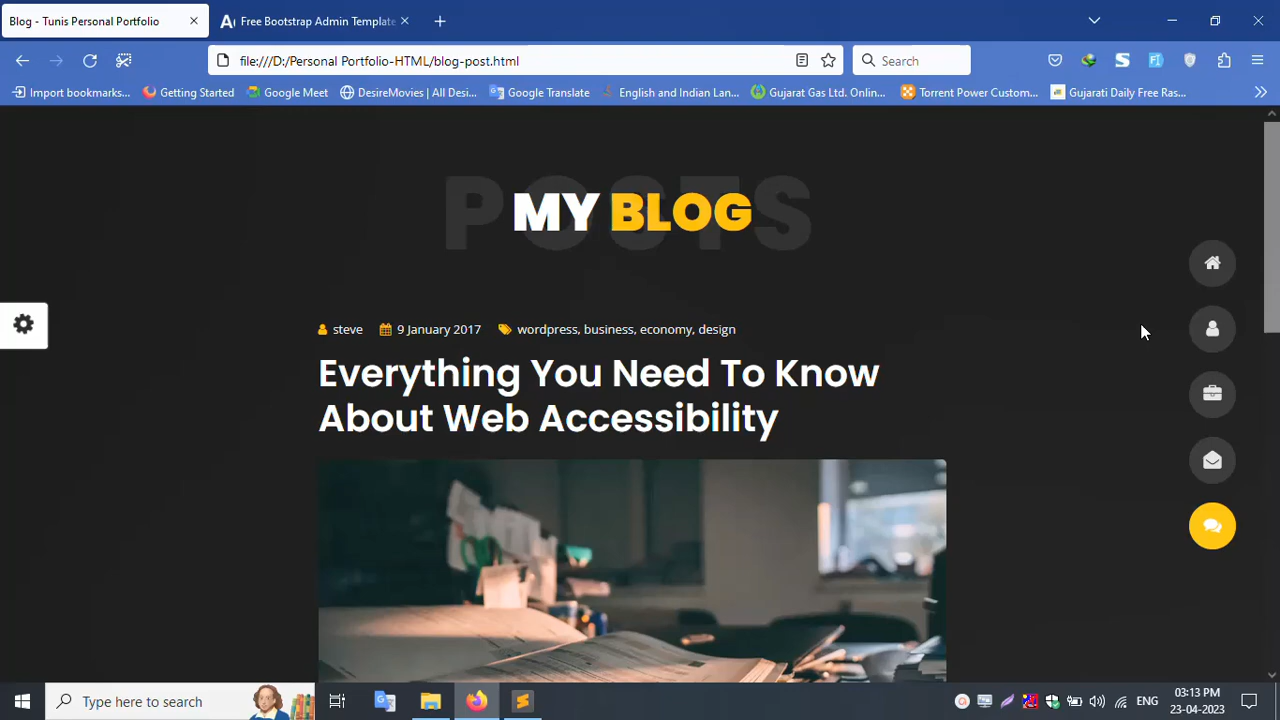 Blog - Tunis Personal Portfolio
Free Bootstrap Admin Template
file:///D:/Personal Portfolio-HTML/blog-post.html
Search
Import bookmarks...
Getting Started
Google Meet
DesireMovies | All Desi...
Google Translate
English and Indian Lan...
Gujarat Gas Ltd. Onlin...
Torrent Power Custom...
Gujarati Daily Free Ras...
POSTS
MY BLOG
steve
9 January 2017
wordpress, business, economy, design
Everything You Need To Know
About Web Accessibility
Type here to search
ENG
03:13 PM
23-04-2023